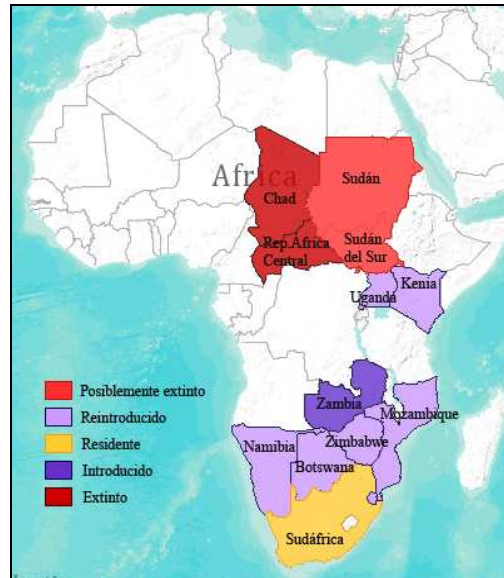 Africa
Sudán
Chad
Rep.África
Central
Sudán
del Sur
Kenia
Uganda
Zambia
Mozambique
Zimbabwe
Namibia
Botswana
Sudáfrica
Posiblemente extinto
Reintroducido
Residente
Introducido
Extinto